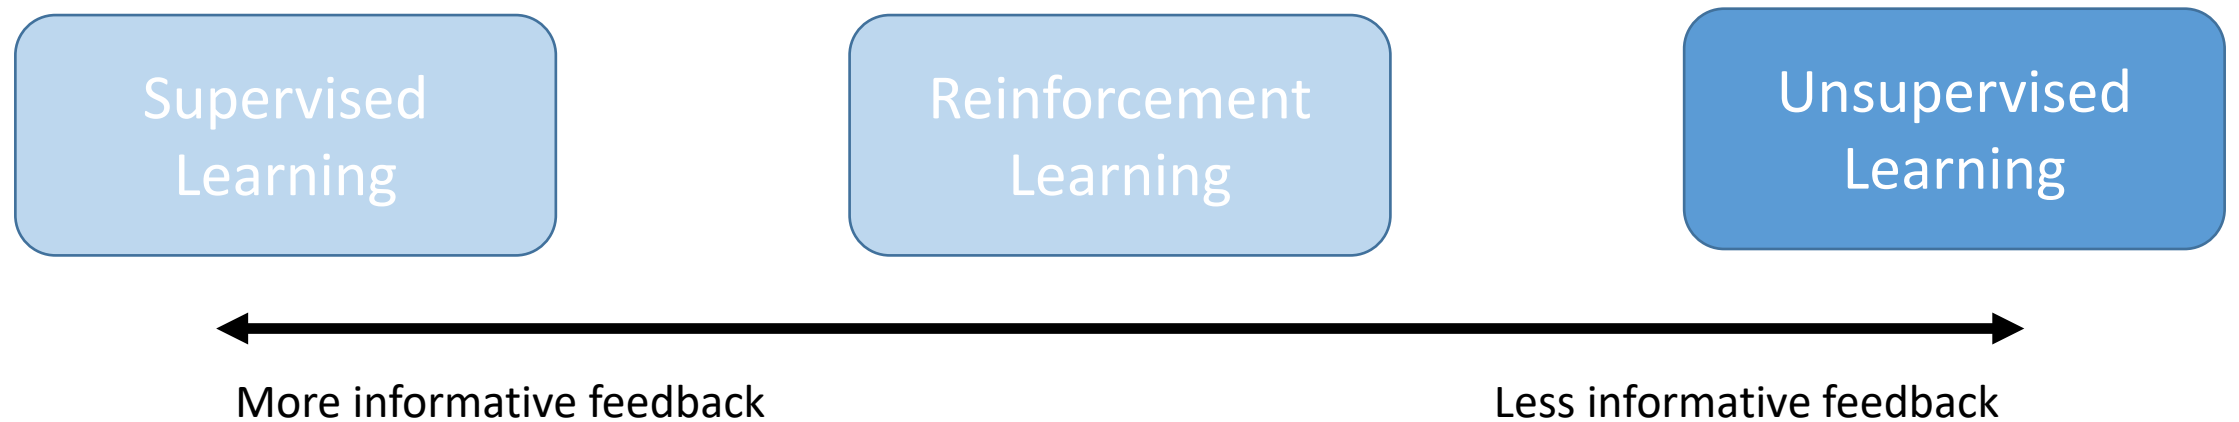 Supervised
Learning
Reinforcement
Learning
Unsupervised
Learning
More informative feedback
Less informative feedback